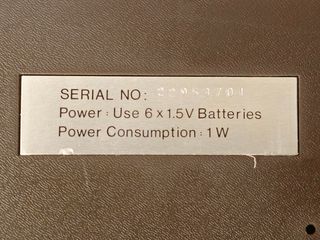 SERIAL NO:
Power: Use 6 x 1.5V Batteries
Power Consumption: 1 W